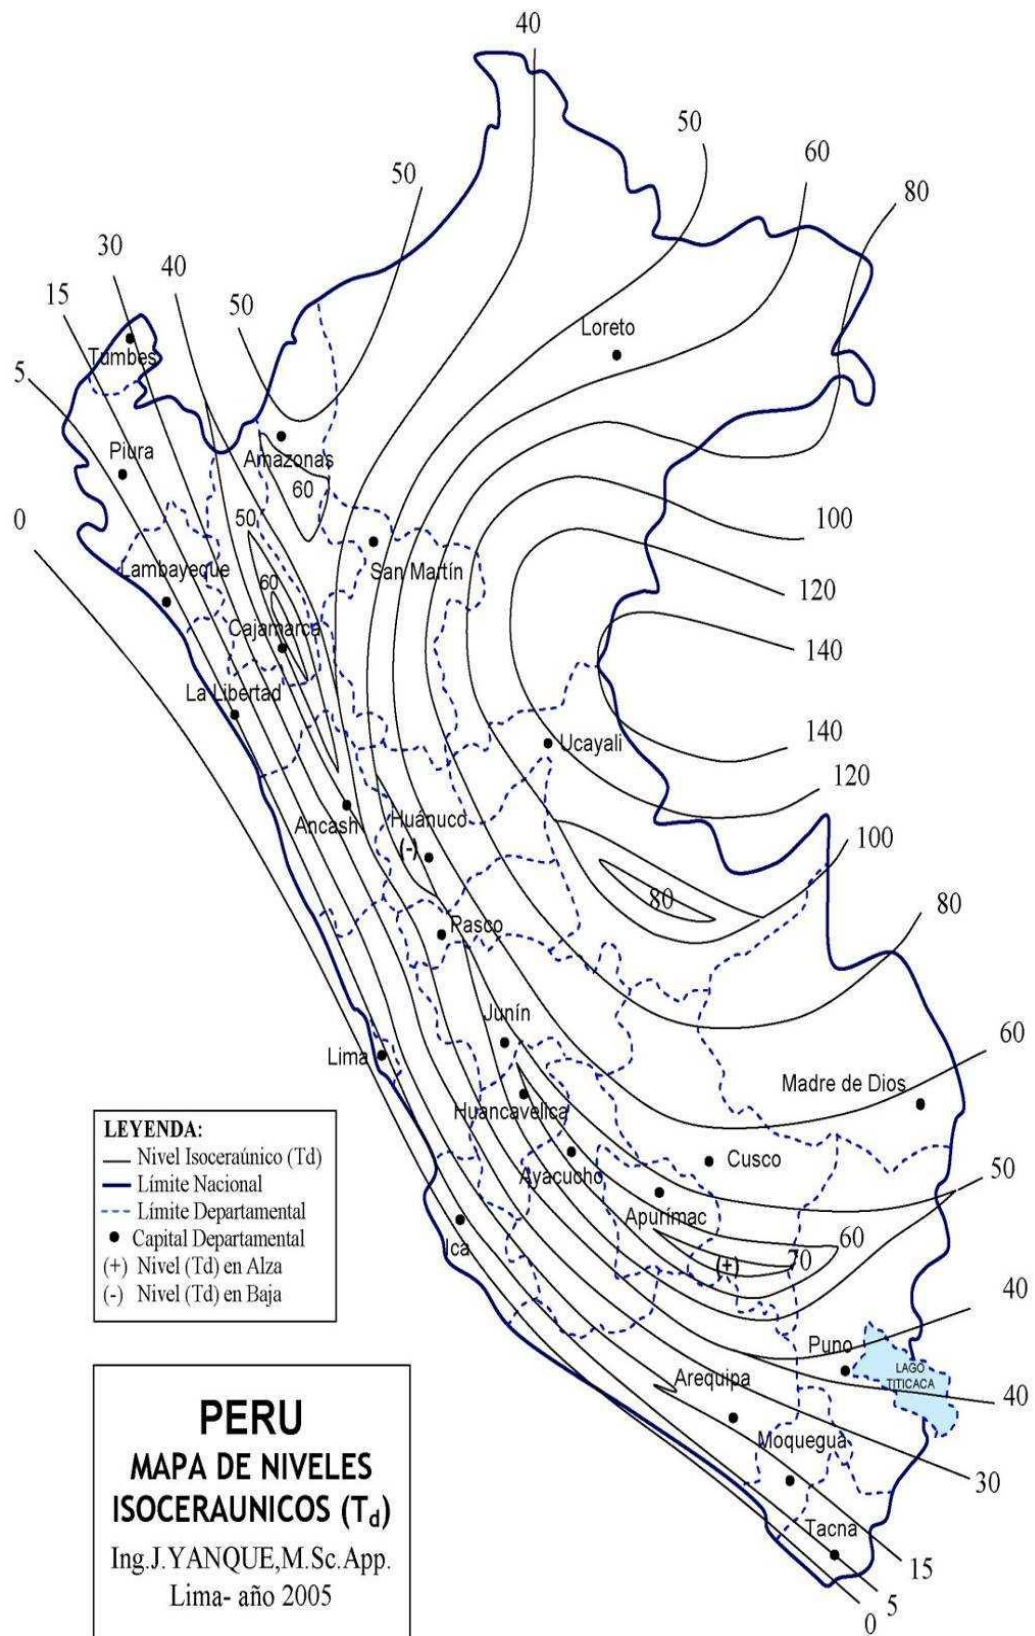 40
50
50
60
80
30
40
15
50
Loreto
Tumbes
5
Amazonas
Piura
60
50
0
100
San Martín
Lambayeque
60
120
Cajamarca
140
La Libertad
Ucayali
140
120
Ancash
Huánuco
(-)
100
80
80
Pasco
Junín
60
Lima
Madre de Dios
Huancavelica
Cusco
Ayacucho
50
Apurímac
Ica
60
70
(+)
40
Puno
LAGO
TITICACA
Arequipa
40
Moquegua
30
Tacna
15
5
0
LEYENDA:
Nivel Isoceraúnico (Td)
Límite Nacional
Límite Departamental
Capital Departamental
(+) Nivel (Td) en Alza
(-) Nivel (Td) en Baja
PERU
MAPA DE NIVELES
ISOCERAUNICOS (Td)
Ing.J.YANQUE,M.Sc.App.
Lima- año 2005